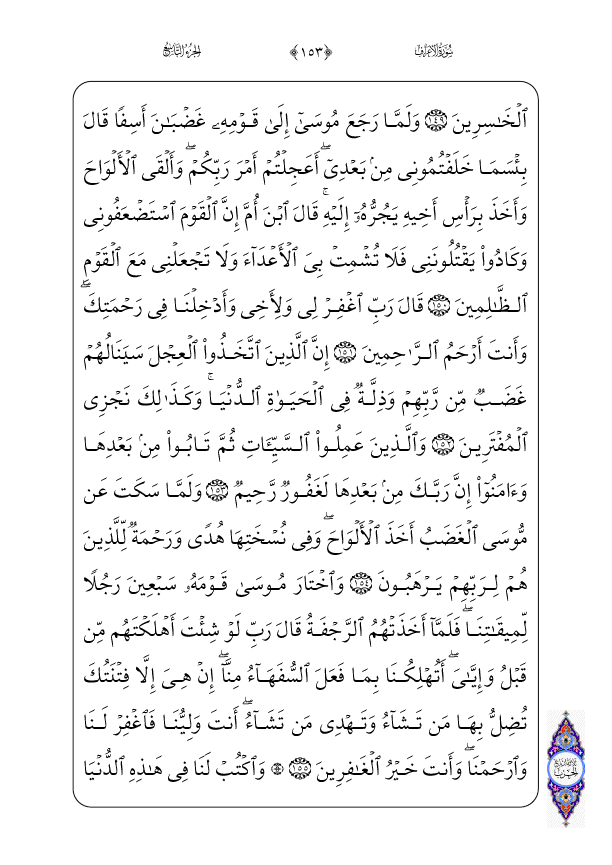 سُورَةُ الأَعْرَافِ ﴿١٥٣﴾ الجُزْءُ التَّاسِعُ
ٱلْخَـٰسِرِينَ ١٤٩ وَلَمَّا رَجَعَ مُوسَىٰٓ إِلَىٰ قَوْمِهِۦ غَضْبَـٰنَ أَسِفًا قَالَ
بِئْسَمَا خَلَفْتُمُونِى مِنۢ بَعْدِىٓ ۖ أَعَجِلْتُمْ أَمْرَ رَبِّكُمْ ۖ وَأَلْقَى ٱلْأَلْوَاحَ
وَأَخَذَ بِرَأْسِ أَخِيهِ يَجُرُّهُۥٓ إِلَيْهِ ۚ قَالَ ٱبْنَ أُمَّ إِنَّ ٱلْقَوْمَ ٱسْتَضْعَفُونِى
وَكَادُوا۟ يَقْتُلُونَنِى فَلَا تُشْمِتْ بِىَ ٱلْأَعْدَآءَ وَلَا تَجْعَلْنِى مَعَ ٱلْقَوْمِ
ٱلظَّـٰلِمِينَ ١٥٠ قَالَ رَبِّ ٱغْفِرْ لِى وَلِأَخِى وَأَدْخِلْنَا فِى رَحْمَتِكَ ۖ
وَأَنتَ أَرْحَمُ ٱلرَّٰحِمِينَ ١٥١ إِنَّ ٱلَّذِينَ ٱتَّخَذُوا۟ ٱلْعِجْلَ سَيَنَالُهُمْ
غَضَبٌ مِّن رَّبِّهِمْ وَذِلَّةٌ فِى ٱلْحَيَوٰةِ ٱلدُّنْيَا ۚ وَكَذَٰلِكَ نَجْزِى
ٱلْمُفْتَرِينَ ١٥٢ وَٱلَّذِينَ عَمِلُوا۟ ٱلسَّيِّئَاتِ ثُمَّ تَابُوا۟ مِنۢ بَعْدِهَا
وَءَامَنُوٓا۟ إِنَّ رَبَّكَ مِنۢ بَعْدِهَا لَغَفُورٌ رَّحِيمٌ ١٥٣ وَلَمَّا سَكَتَ عَن
مُّوسَى ٱلْغَضَبُ أَخَذَ ٱلْأَلْوَاحَ ۖ وَفِى نُسْخَتِهَا هُدًى وَرَحْمَةٌ لِّلَّذِينَ
هُمْ لِرَبِّهِمْ يَرْهَبُونَ ١٥٤ وَٱخْتَارَ مُوسَىٰ قَوْمَهُۥ سَبْعِينَ رَجُلًا
لِّمِيقَـٰتِنَا ۖ فَلَمَّآ أَخَذَتْهُمُ ٱلرَّجْفَةُ قَالَ رَبِّ لَوْ شِئْتَ أَهْلَكْتَهُم مِّن
قَبْلُ وَإِيَّـٰىَ ۖ أَتُهْلِكُنَا بِمَا فَعَلَ ٱلسُّفَهَآءُ مِنَّآ ۖ إِنْ هِىَ إِلَّا فِتْنَتُكَ
تُضِلُّ بِهَا مَن تَشَآءُ وَتَهْدِى مَن تَشَآءُ ۖ أَنتَ وَلِيُّنَا فَٱغْفِرْ لَنَا
وَٱرْحَمْنَا ۖ وَأَنتَ خَيْرُ ٱلْغَـٰفِرِينَ ١٥٥ ۞ وَٱكْتُبْ لَنَا فِى هَـٰذِهِ ٱلدُّنْيَا